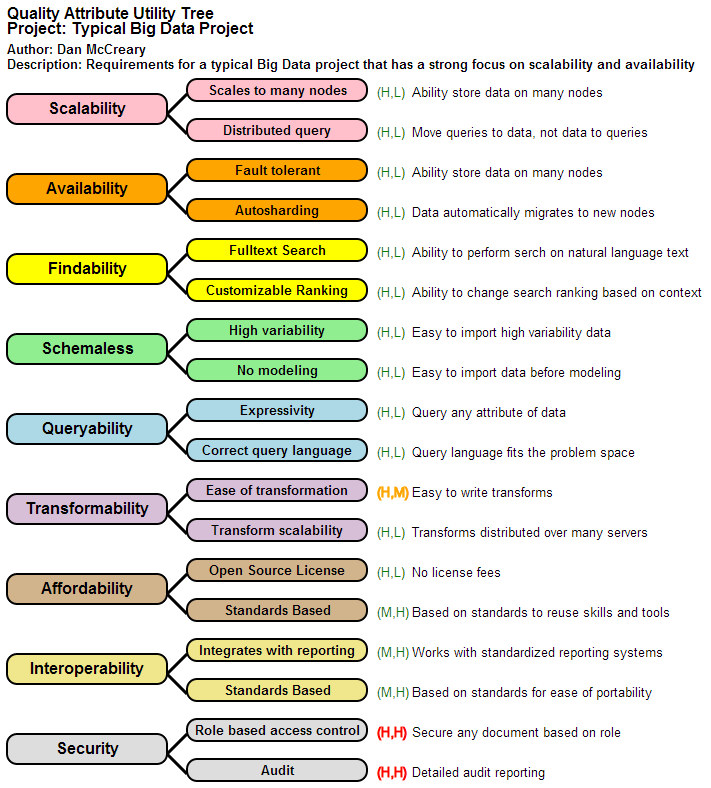 Quality Attribute Utility Tree
Project: Typical Big Data Project
Author: Dan McCreary
Description: Requirements for a typical Big Data project that has a strong focus on scalability and availability
Scalability
Scales to many nodes (H,L) Ability store data on many nodes
Distributed query (H,L) Move queries to data, not data to queries
Availability
Fault tolerant (H,L) Ability store data on many nodes
Autosharding (H,L) Data automatically migrates to new nodes
Findability
Fulltext Search (H,L) Ability to perform serch on natural language text
Customizable Ranking (H,L) Ability to change search ranking based on context
Schemaless
High variability (H,L) Easy to import high variability data
No modeling (H,L) Easy to import data before modeling
Queryability
Expressivity (H,L) Query any attribute of data
Correct query language (H,L) Query language fits the problem space
Transformability
Ease of transformation (H,M) Easy to write transforms
Transform scalability (H,L) Transforms distributed over many servers
Affordability
Open Source License (H,L) No license fees
Standards Based (M,H) Based on standards to reuse skills and tools
Interoperability
Integrates with reporting (M,H) Works with standardized reporting systems
Standards Based (M,H) Based on standards for ease of portability
Security
Role based access control (H,H) Secure any document based on role
Audit (H,H) Detailed audit reporting